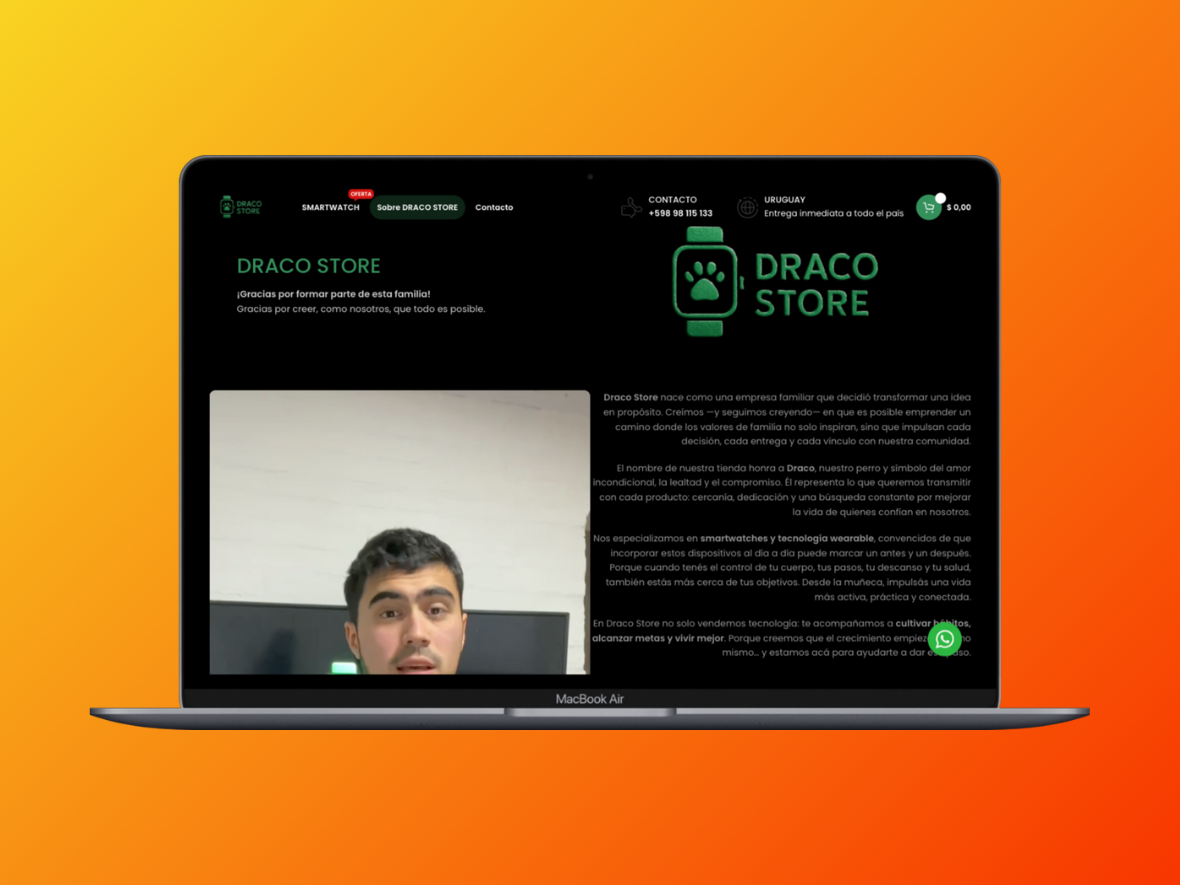 DRACO
STORE
OFERTA
SMARTWATCH
Sobre DRACO STORE
Contacto
CONTACTO
+598 98 115 133
URUGUAY
Entrega inmediata a todo el pais
$ 0,00
DRACO STORE
¡Gracias por formar parte de esta familia!
Gracias por creer, como nosotros, que todo es posible.
DRACO
STORE
Draco Store nace como una empresa familiar que decidió transformar una idea
en propósito. Creímos —y seguimos creyendo— en que es posible emprender un
camino donde los valores de familia no solo inspiran, sino que impulsan cada
decisión, cada entrega y cada vínculo con nuestra comunidad.
El nombre de nuestra tienda honra a Draco, nuestro perro y símbolo del amor
incondicional, la lealtad y el compromiso. Él representa lo que queremos transmitir
con cada producto: cercanía, dedicación y una búsqueda constante por mejorar
la vida de quienes confían en nosotros.
Nos especializamos en smartwatches y tecnología wearable, convencidos de que
incorporar estos dispositivos al día a día puede marcar un antes y un después.
Porque cuando tenés el control de tu cuerpo, tus pasos, tu descanso y tu salud,
también estás más cerca de tus objetivos. Desde la muñeca, impulsás una vida
más activa, práctica y conectada.
En Draco Store no solo vendemos tecnología: te acompañamos a cultivar
alcanzar metas y vivir mejor. Porque creemos que el crecimiento
mismo... y estamos acá para ayudarte a dar
MacBook Air